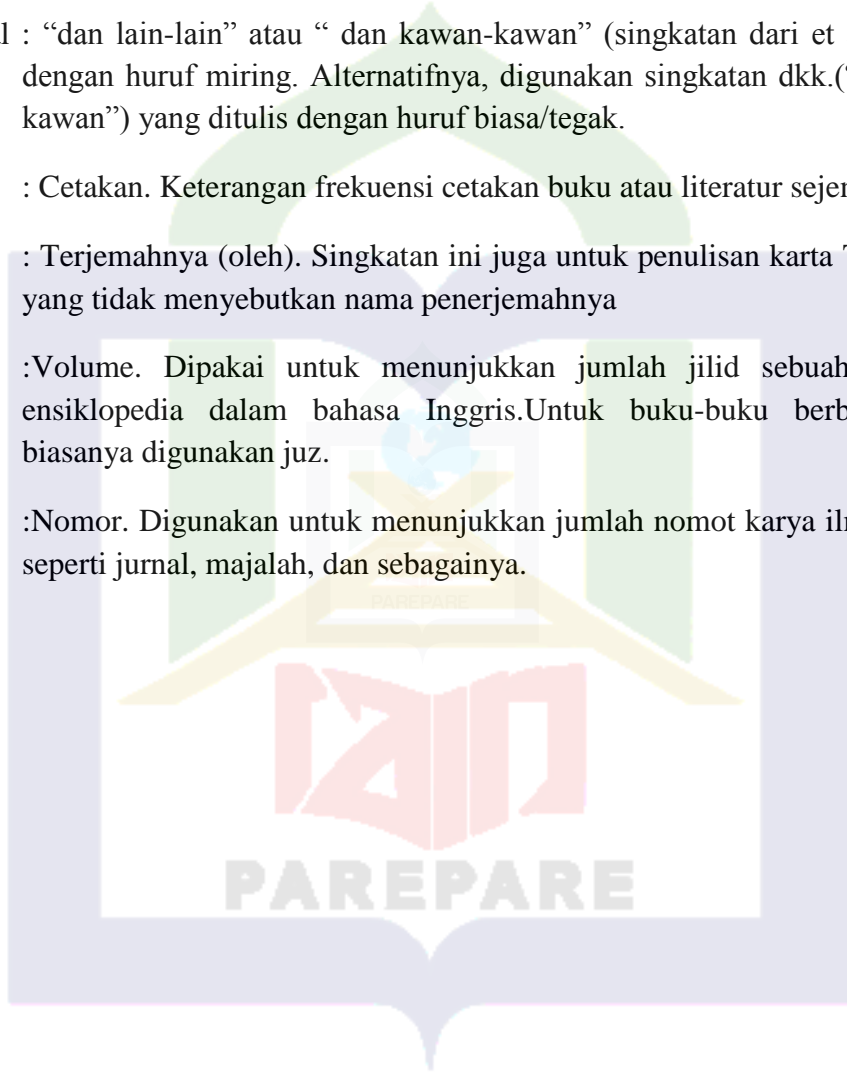 l : “dan lain-lain” atau “ dan kawan-kawan” (singkatan dari et
dengan huruf miring. Alternatifnya, digunakan singkatan dkk.(“
kawan”) yang ditulis dengan huruf biasa/tegak.
: Cetakan. Keterangan frekuensi cetakan buku atau literatur sejen
: Terjemahnya (oleh). Singkatan ini juga untuk penulisan karta T
yang tidak menyebutkan nama penerjemahnya
:Volume. Dipakai untuk menunjukkan jumlah jilid sebuah
ensiklopedia dalam bahasa Inggris.Untuk buku-buku berb
biasanya digunakan juz.
:Nomor. Digunakan untuk menunjukkan jumlah nomot karya iln
seperti jurnal, majalah, dan sebagainya.
PAREPARE
iain
PAREPARE